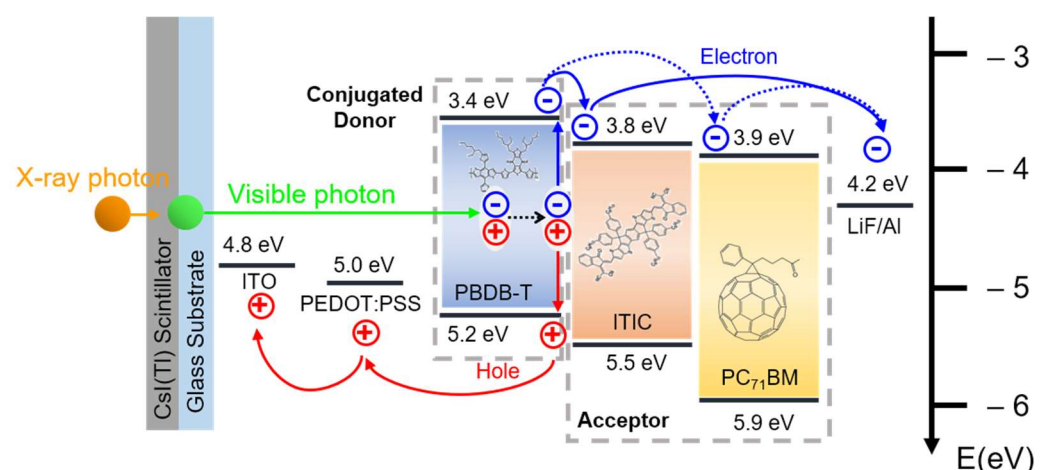 Electron
– 3
Conjugated
Donor
3.4 eV
3.8 eV
3.9 eV
– 4
X-ray photon
Visible photon
4.2 eV
LiF/Al
4.8 eV
ITO
5.0 eV
PEDOT:PSS
PBDB-T
– 5
CsI(Tl) Scintillator
Glass Substrate
5.2 eV
ITIC
5.5 eV
Hole
PC71BM
5.9 eV
Acceptor
– 6
E(eV)